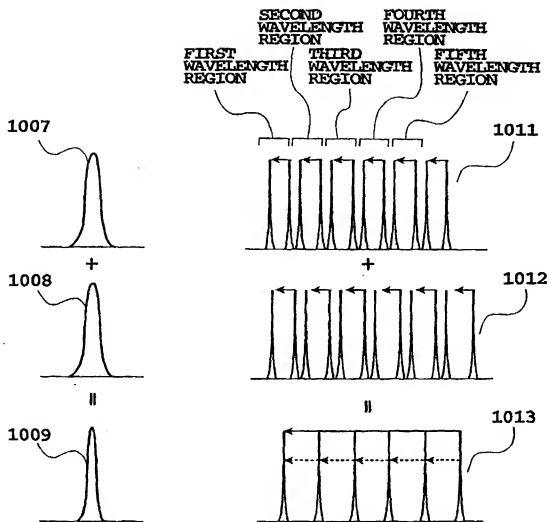 SECOND
WAVELENGTH
REGION
FOURTH
WAVELENGTH
REGION
FIRST
WAVELENGTH
REGION
THIRD
WAVELENGTH
REGION
FIFTH
WAVELENGTH
REGION
1007
1011
+
+
1008
1012
=
=
1009
1013